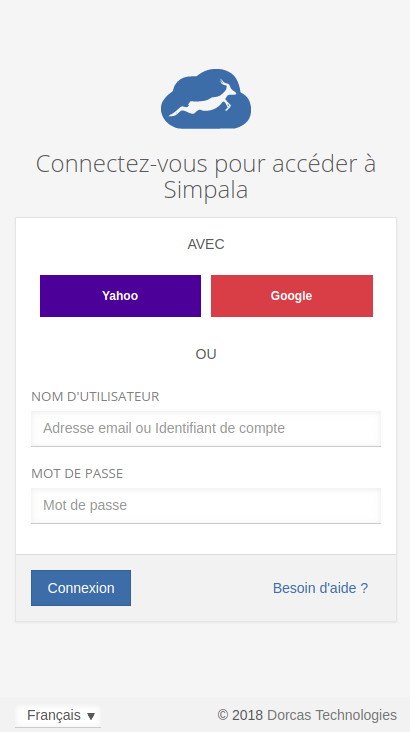 Connectez-vous pour accéder à
Simpala
AVEC
Yahoo
Google
OU
NOM D'UTILISATEUR
Adresse email ou Identifiant de compte
MOT DE PASSE
Mot de passe
Connexion
Besoin d'aide ?
Français
© 2018 Dorcas Technologies